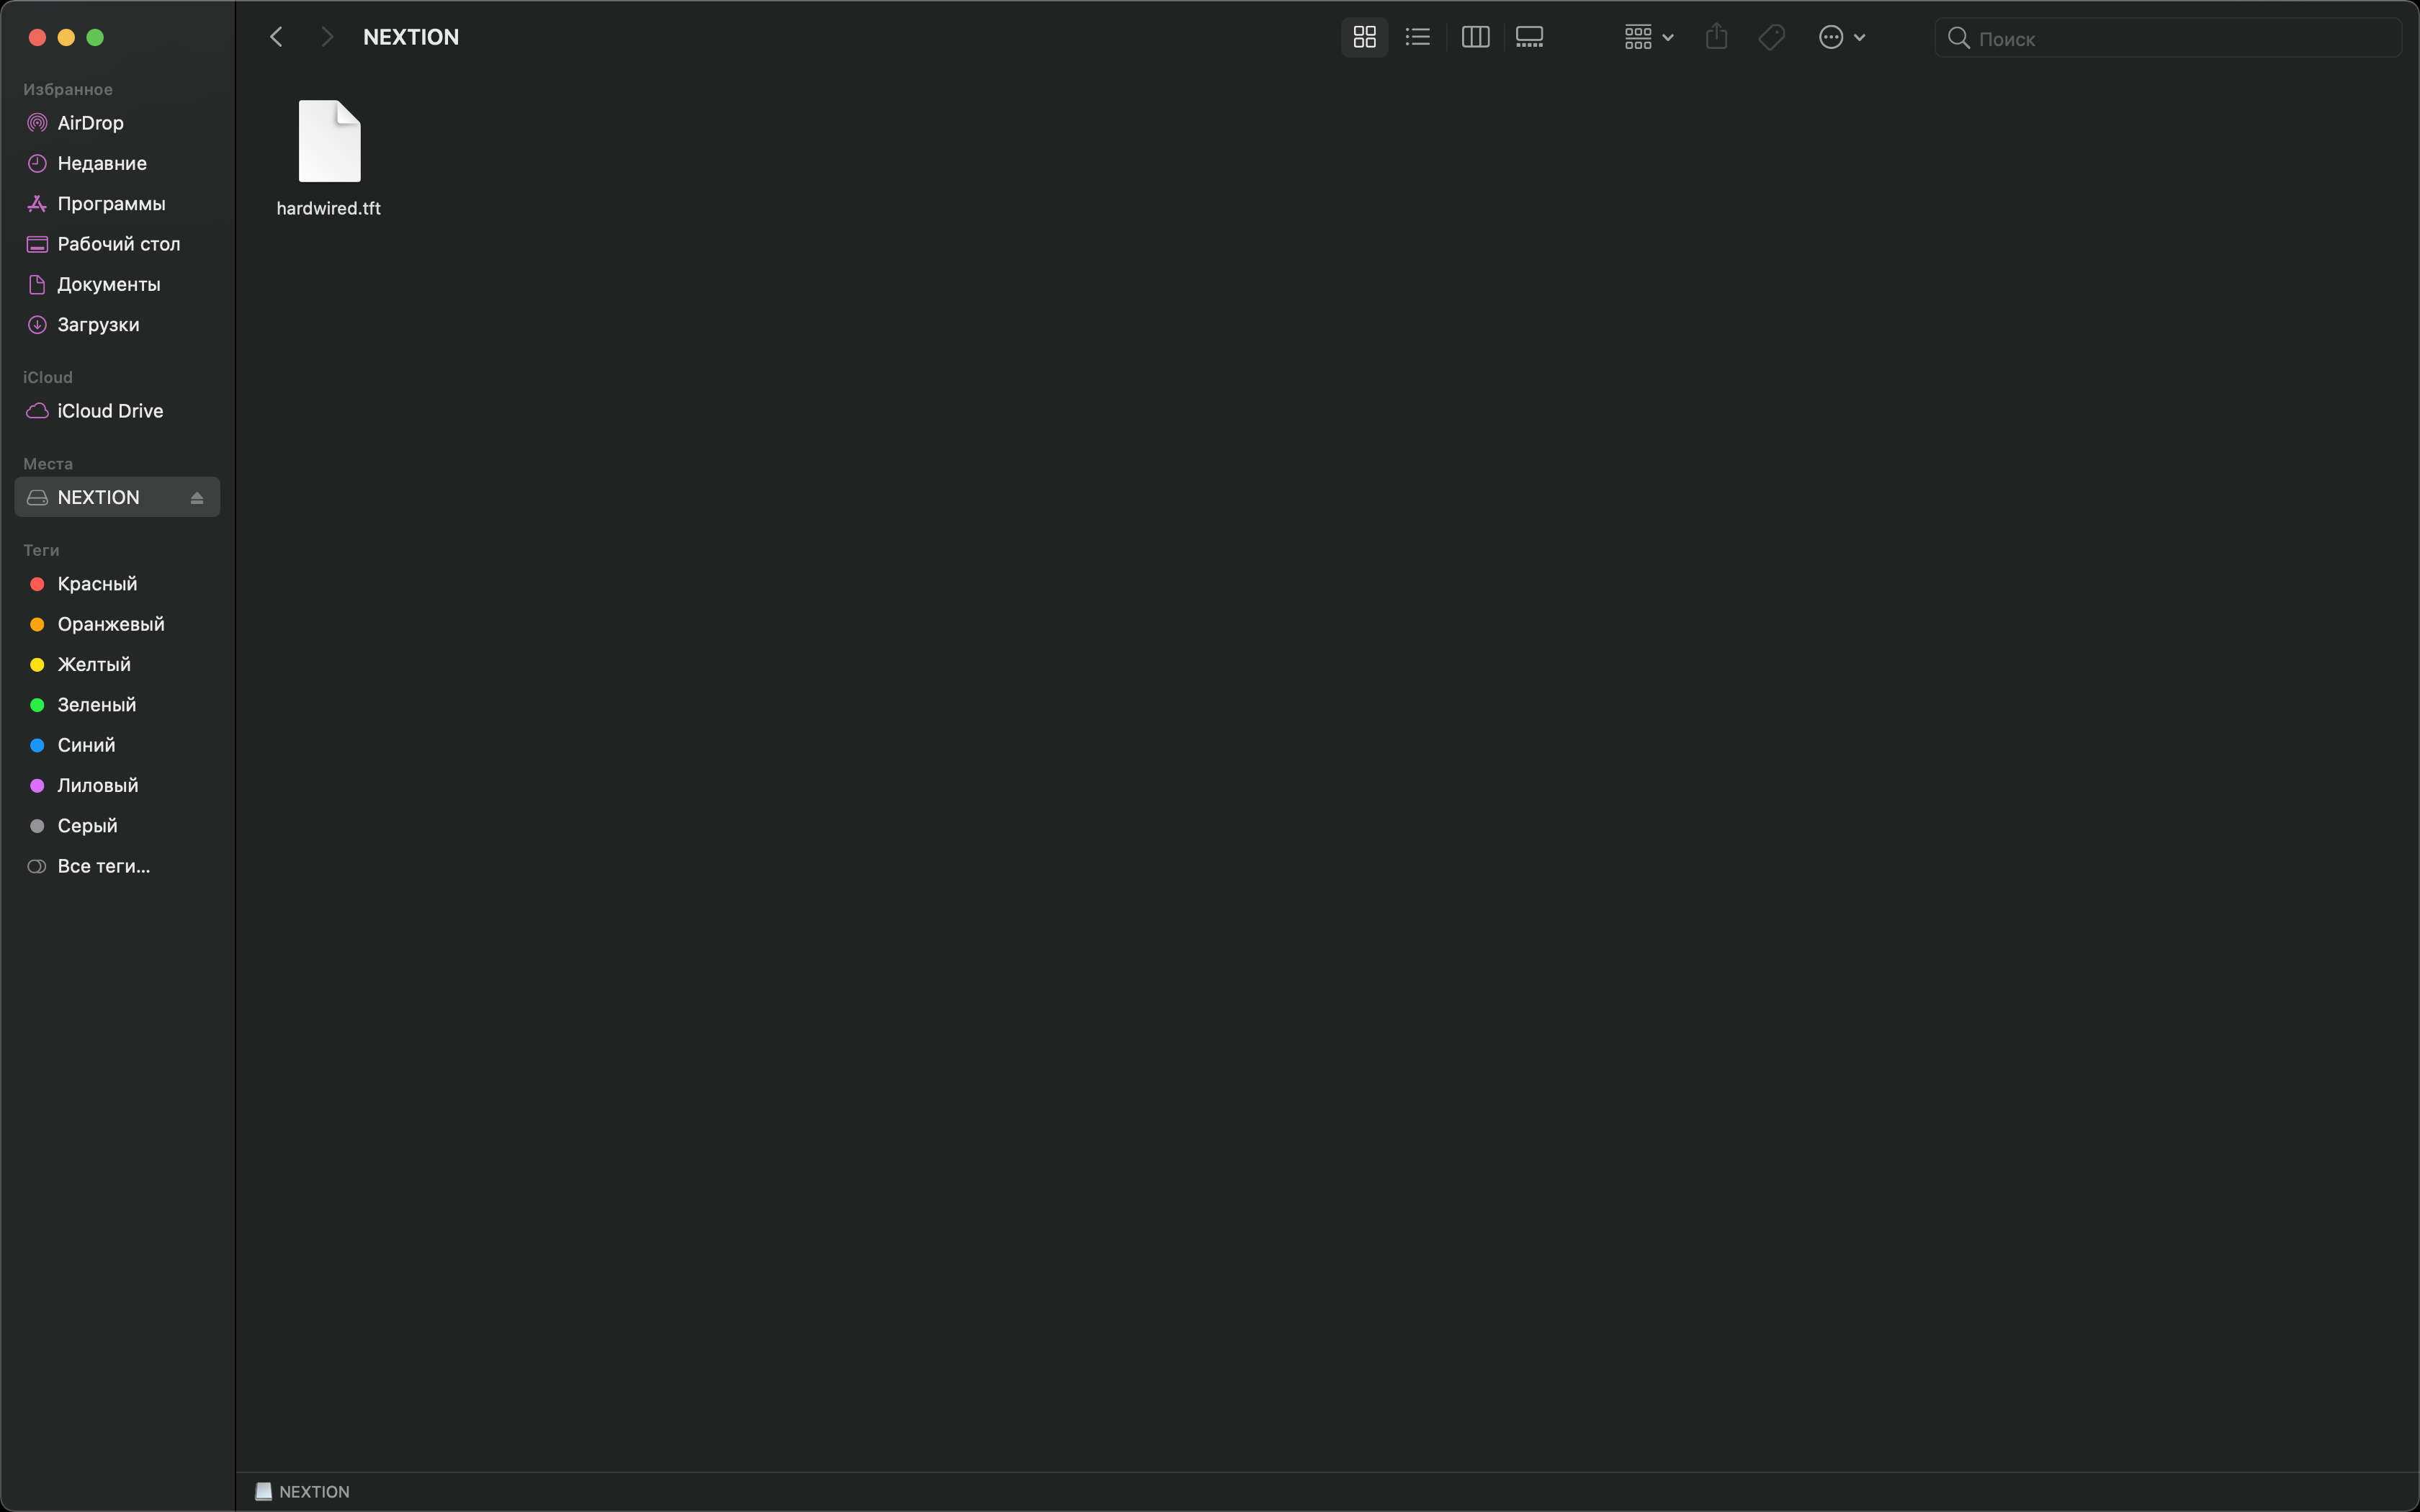 NEXTION
Поиск
Избранное
AirDrop
Недавние
Программы
Рабочий стол
Документы
Загрузки
iCloud
iCloud Drive
Места
NEXTION
Теги
Красный
Оранжевый
Желтый
Зеленый
Синий
Лиловый
Серый
Все теги...
hardwired.tft
NEXTION